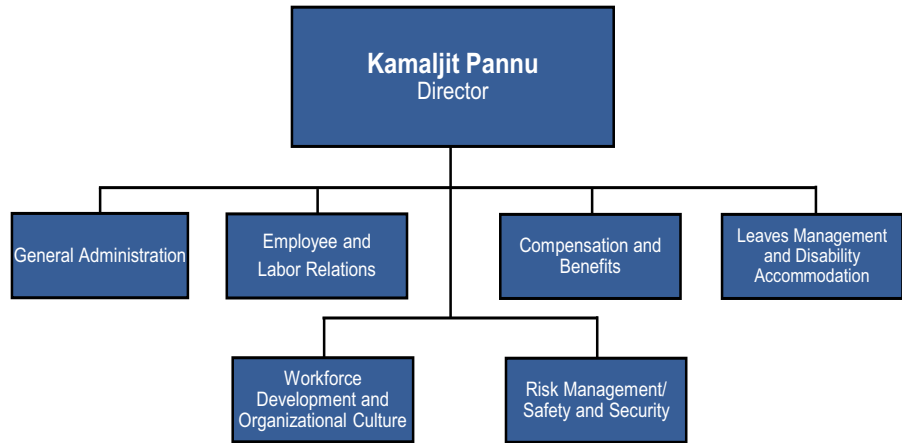 Kamaljit Pannu
Director
General Administration
Employee and
Labor Relations
Compensation and
Benefits
Leaves Management
and Disability
Accommodation
Workforce
Development and
Organizational Culture
Risk Management/
Safety and Security